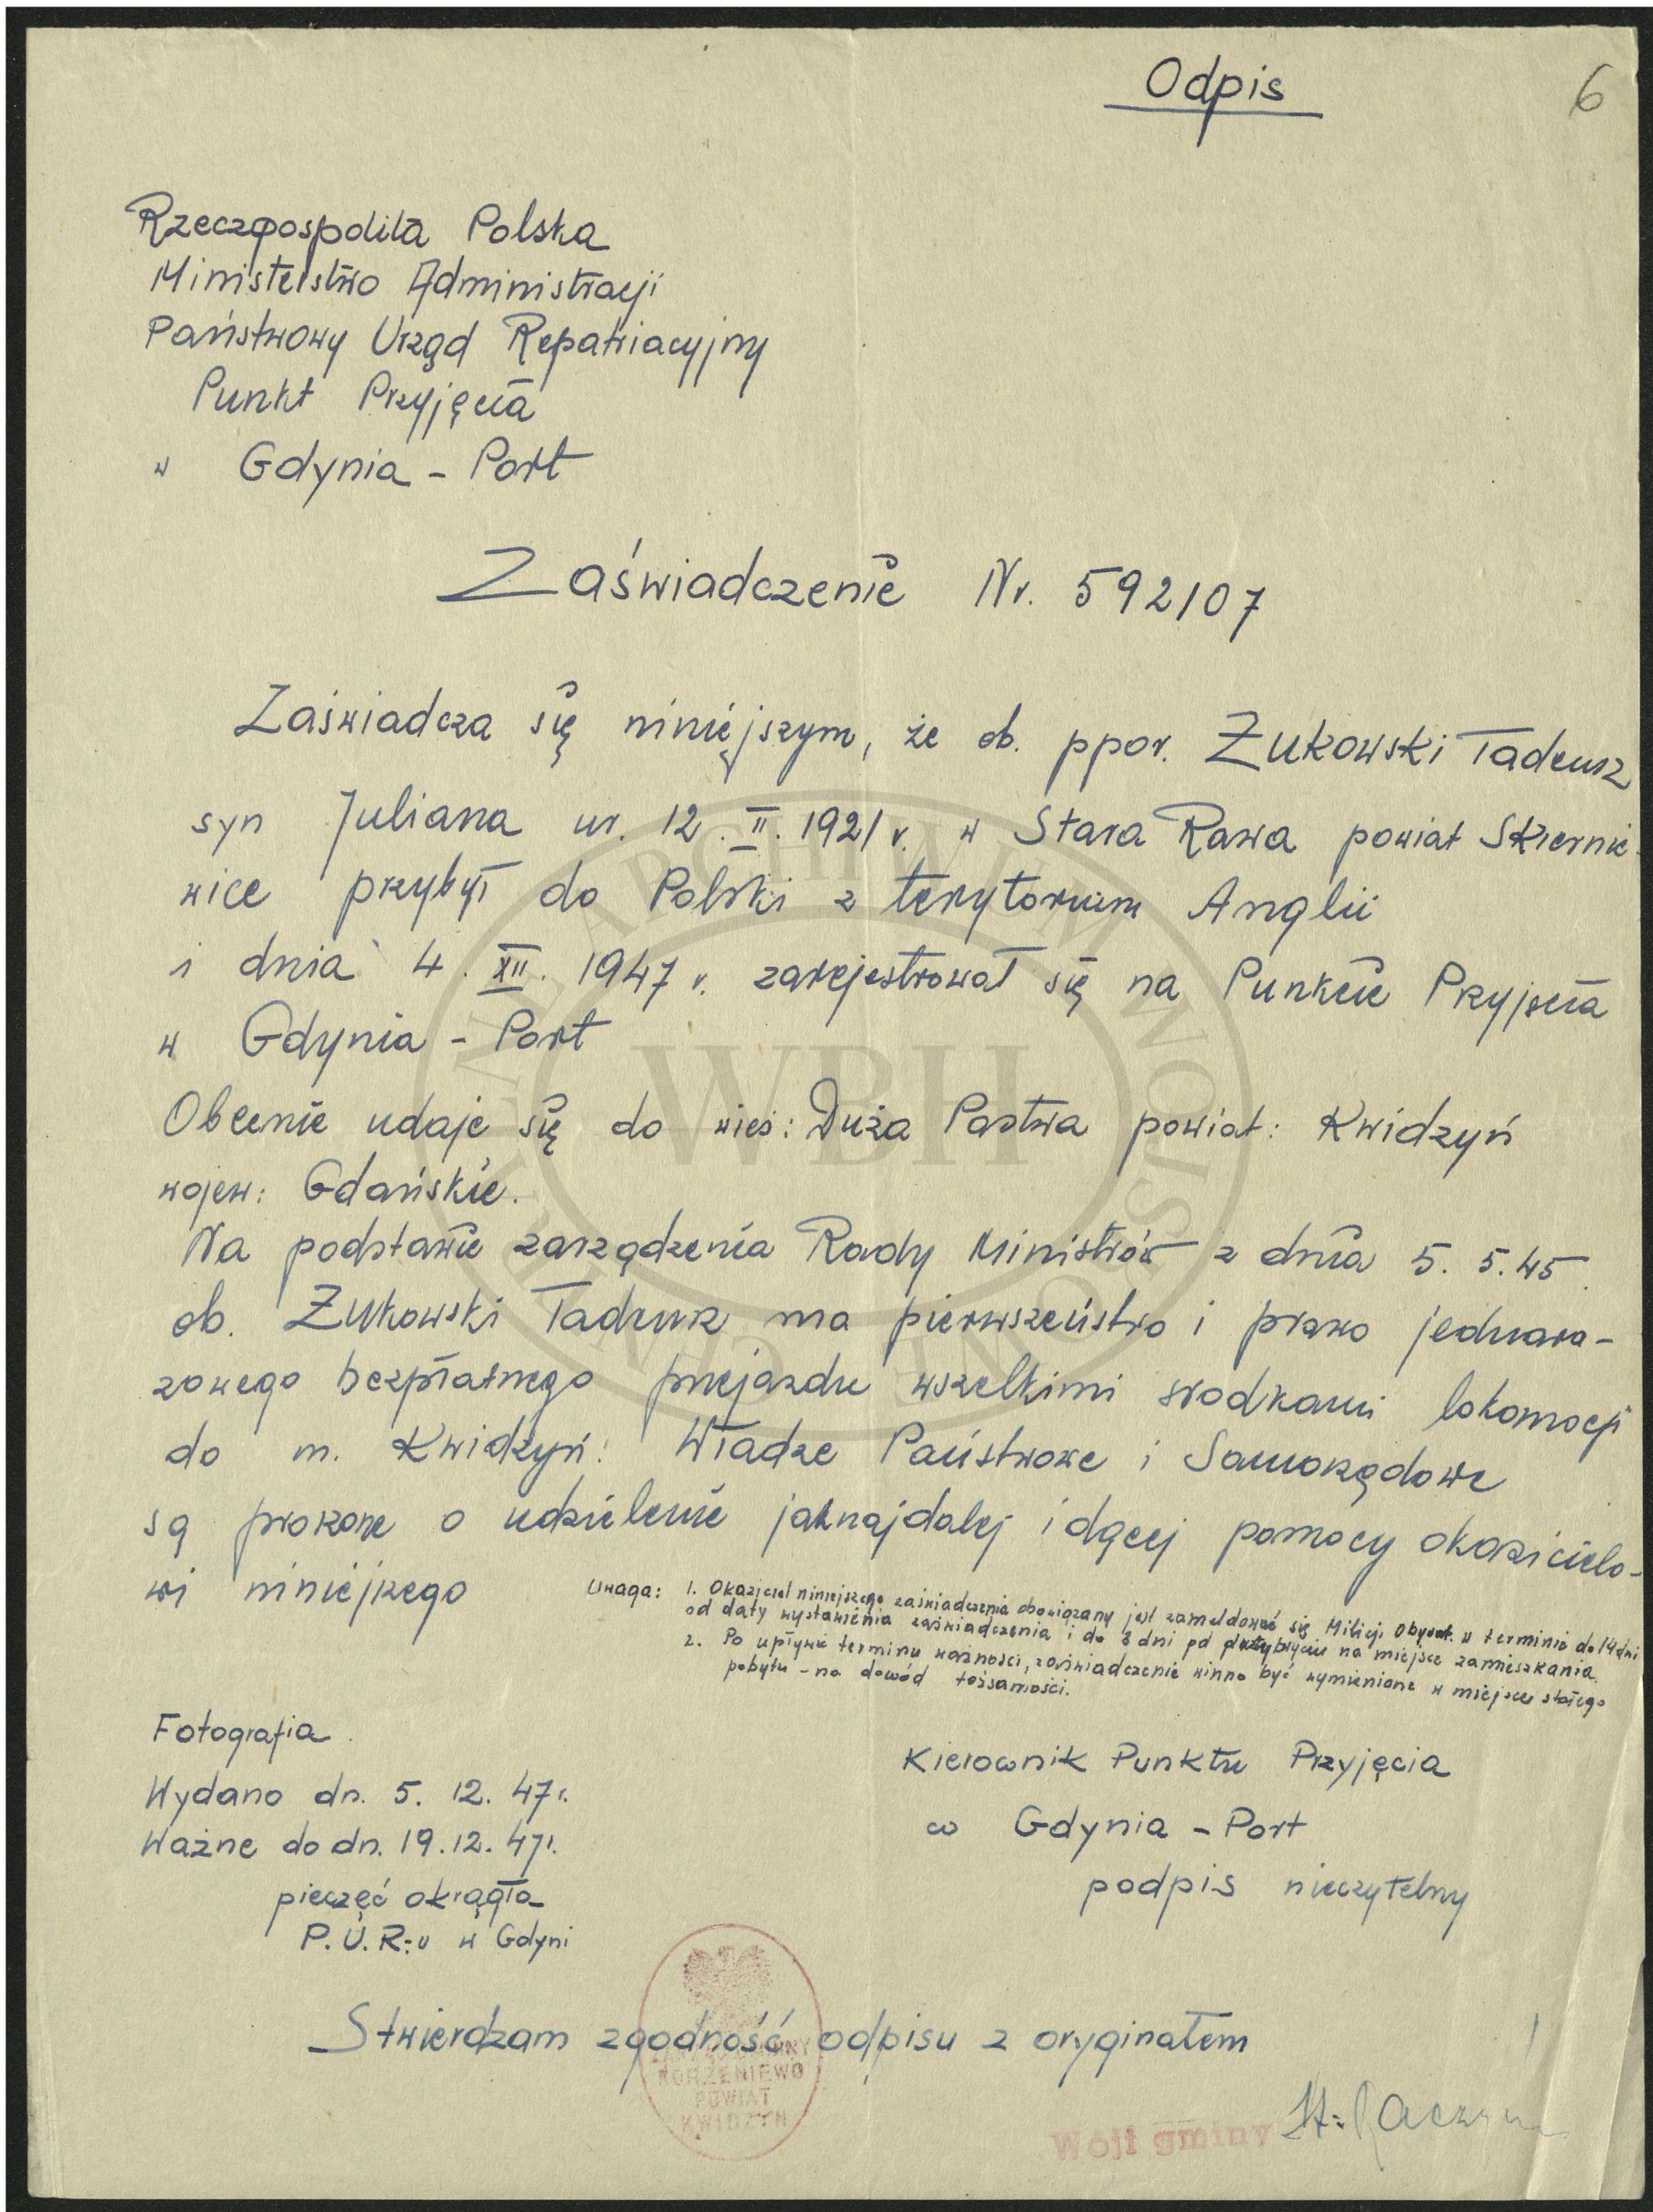 Odpis
6
Rzeczpospolita Polska
Ministerstwo Administracji
Państwowy Urząd Repatriacyjny
Punkt Przyjęcia
w Gdynia - Port
Zaświadczenie Nr. 592107
Zaświadcza się niniejszym, że ob. ppor. Żukowski Tadeusz
syn Juliana ur. 12. II. 1921 r. w Stara Rawa powiat Skiernie-
wice przybył do Polski z terytorium Anglii
i dnia 4. XII. 1947 r. zarejestrował się na Punkcie Przyjęcia
w Gdynia - Port
Obecnie udaje się do wieś: Duża Pastwa powiat: Kwidzyń
wojew: Gdańskie.
Na podstawie zarządzenia Rady Ministrów z dnia 5. 5. 45
ob. Żukowski Tadeusz ma pierwszeństwo i prawo jednora-
zowego bezpłatnego przejazdu wszelkimi środkami lokomocji
do m. Kwidzyń. Władze Państwowe i Samorządowe
są proszone o udzielenie jaknajdalej idącej pomocy okazicielo-
wi niniejszego
Uwaga: 1. Okaziciel niniejszego zaświadczenia obowiązany jest zameldować się Milicji Obywat. w terminie do 14 dni
od daty wystawienia zaświadczenia i do 3 dni od przybyciu na miejsce zamieszkania
2. Po upływie terminu ważności, zaświadczenie winno być wymienione w miejscu stałego
pobytu - na dowód tożsamości.
Fotografia
Wydano dn. 5. 12. 47 r.
Ważne do dn. 19. 12. 47 r.
pieczęć okrągła
P.U.R-u w Gdyni
Kierownik Punktu Przyjęcia
w Gdynia - Port
podpis nieczytelny
Stwierdzam zgodność odpisu z oryginałem
KORZENIEWO
POWIAT
KWIDZYN
Wójt gminy
WBH
CENTRALNE ARCHIWUM WOJSKOWE